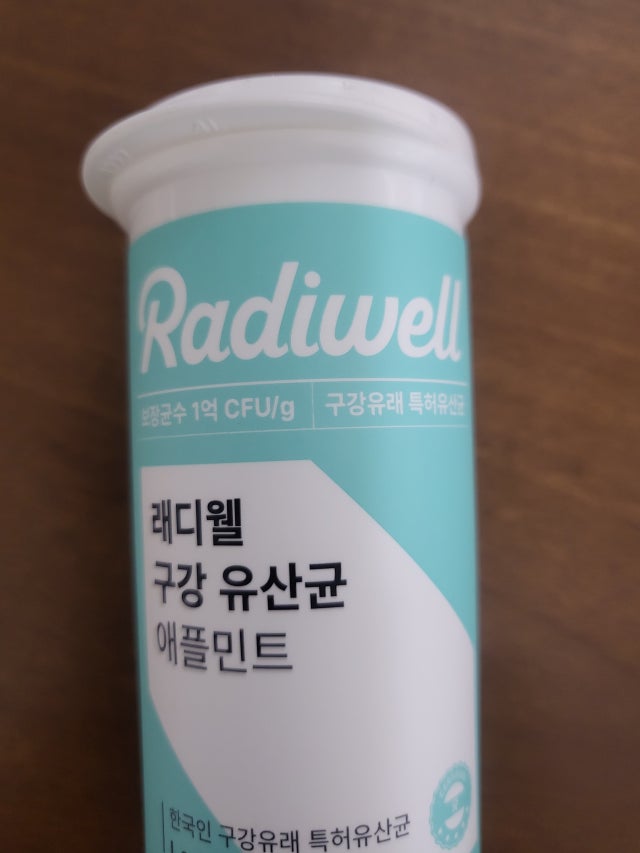 Radiwell
보장균수 1억 CFU/g
구강유래 특허유산균
래디웰
구강 유산균
애플민트
한국인 구강유래 특허유산균